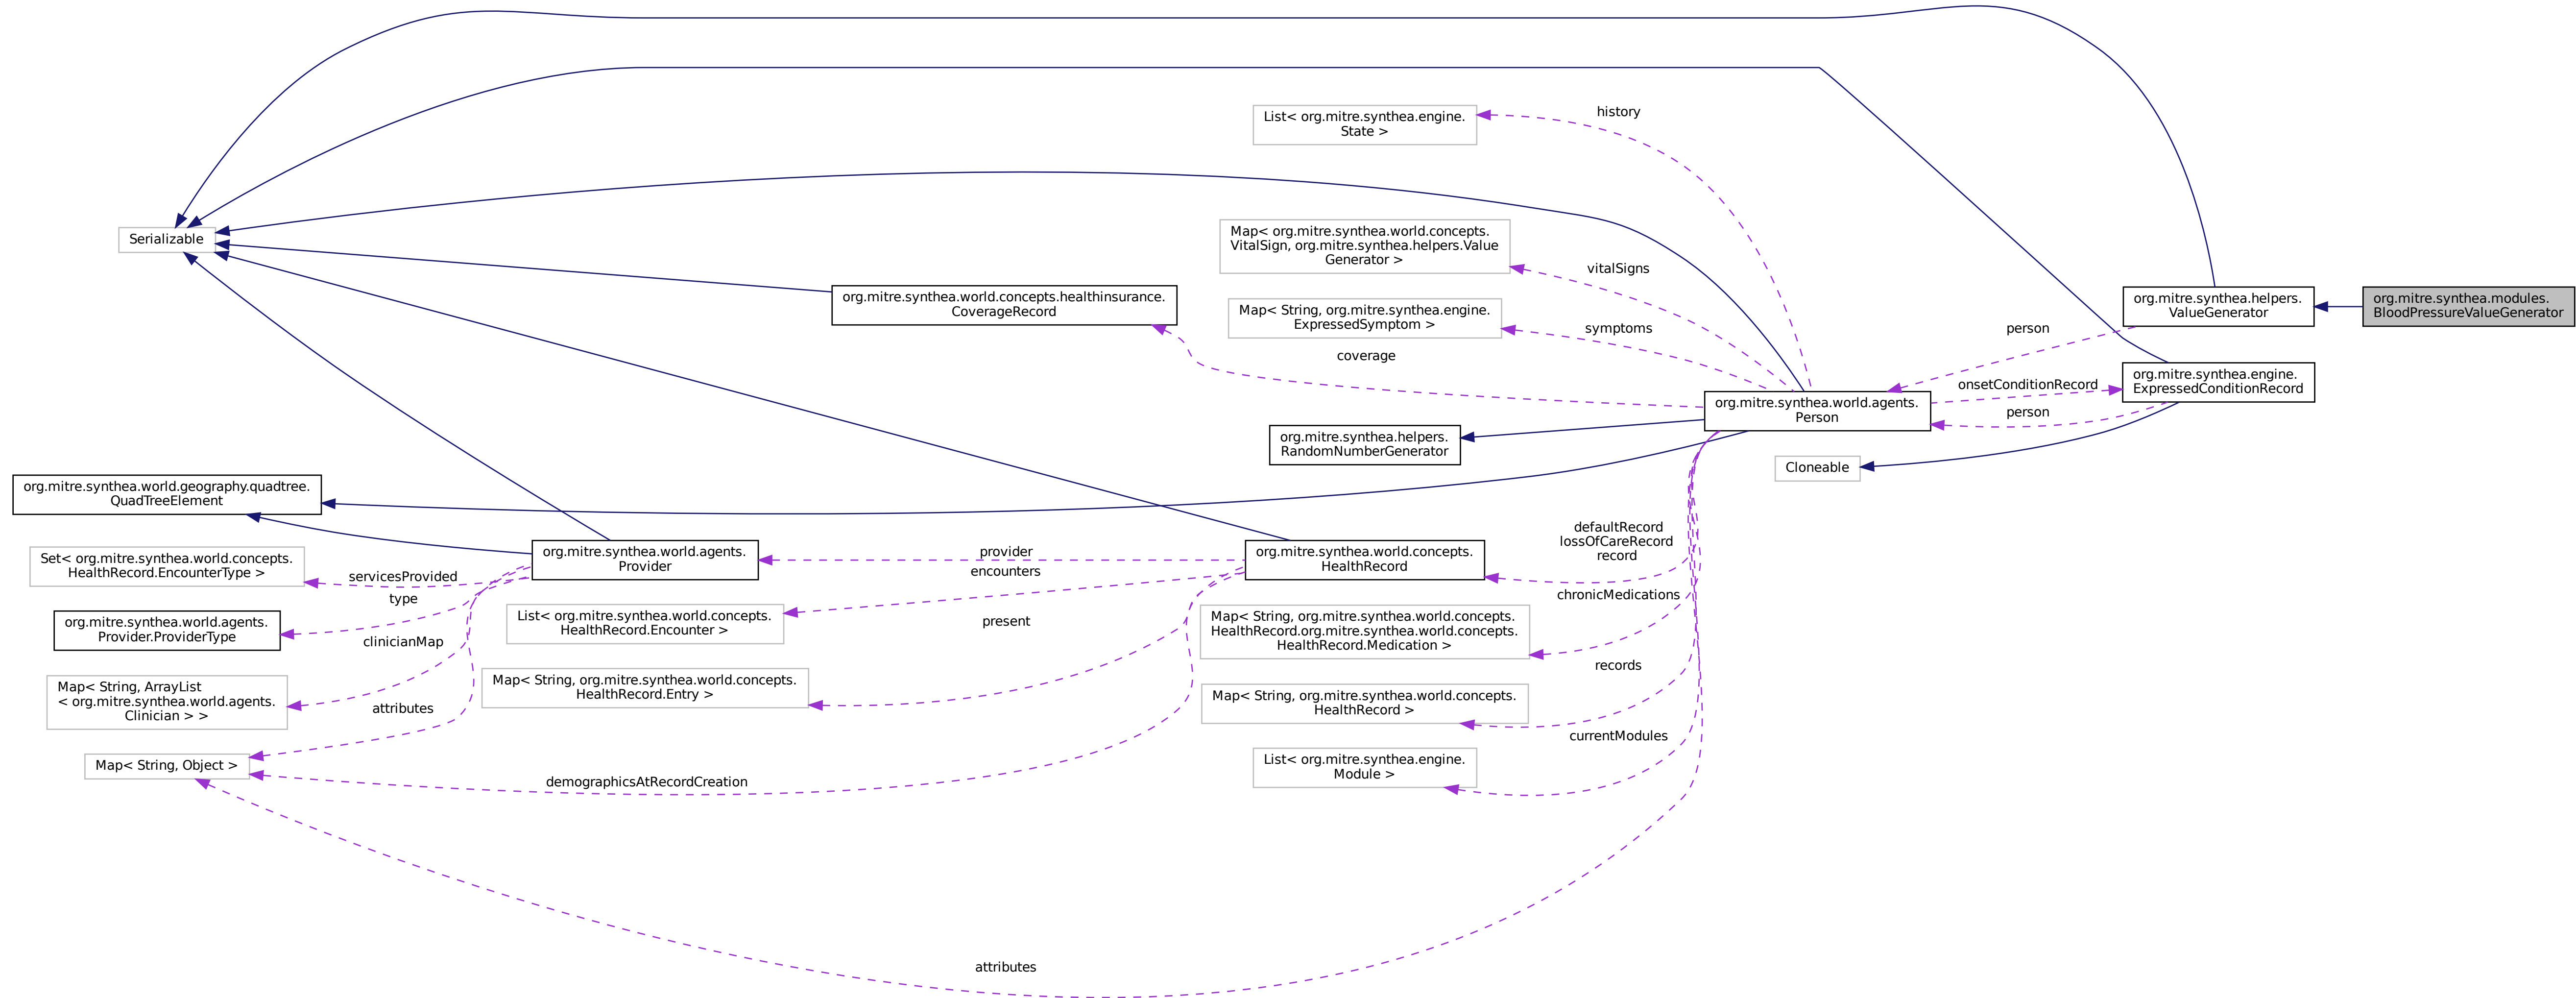 history
List< org.mitre.synthea.engine.
State >
Serializable
Map< org.mitre.synthea.world.concepts.
VitalSign, org.mitre.synthea.helpers.Value
Generator >
vitalSigns
org.mitre.synthea.world.concepts.healthinsurance.
CoverageRecord
org.mitre.synthea.helpers.
ValueGenerator
org.mitre.synthea.modules.
BloodPressureValueGenerator
Map< String, org.mitre.synthea.engine.
ExpressedSymptom >
symptoms
person
coverage
org.mitre.synthea.engine.
ExpressedConditionRecord
onsetConditionRecord
org.mitre.synthea.world.agents.
Person
person
org.mitre.synthea.helpers.
RandomNumberGenerator
Cloneable
org.mitre.synthea.world.geography.quadtree.
QuadTreeElement
defaultRecord
lossOfCareRecord
record
org.mitre.synthea.world.agents.
Provider
provider
org.mitre.synthea.world.concepts.
HealthRecord
Set< org.mitre.synthea.world.concepts.
HealthRecord.EncounterType >
servicesProvided
encounters
type
chronicMedications
org.mitre.synthea.world.agents.
Provider.ProviderType
List< org.mitre.synthea.world.concepts.
HealthRecord.Encounter >
present
Map< String, org.mitre.synthea.world.concepts.
HealthRecord.org.mitre.synthea.world.concepts.
HealthRecord.Medication >
clinicianMap
records
Map< String, ArrayList
< org.mitre.synthea.world.agents.
Clinician > >
Map< String, org.mitre.synthea.world.concepts.
HealthRecord.Entry >
Map< String, org.mitre.synthea.world.concepts.
HealthRecord >
attributes
currentModules
Map< String, Object >
List< org.mitre.synthea.engine.
Module >
demographicsAtRecordCreation
attributes